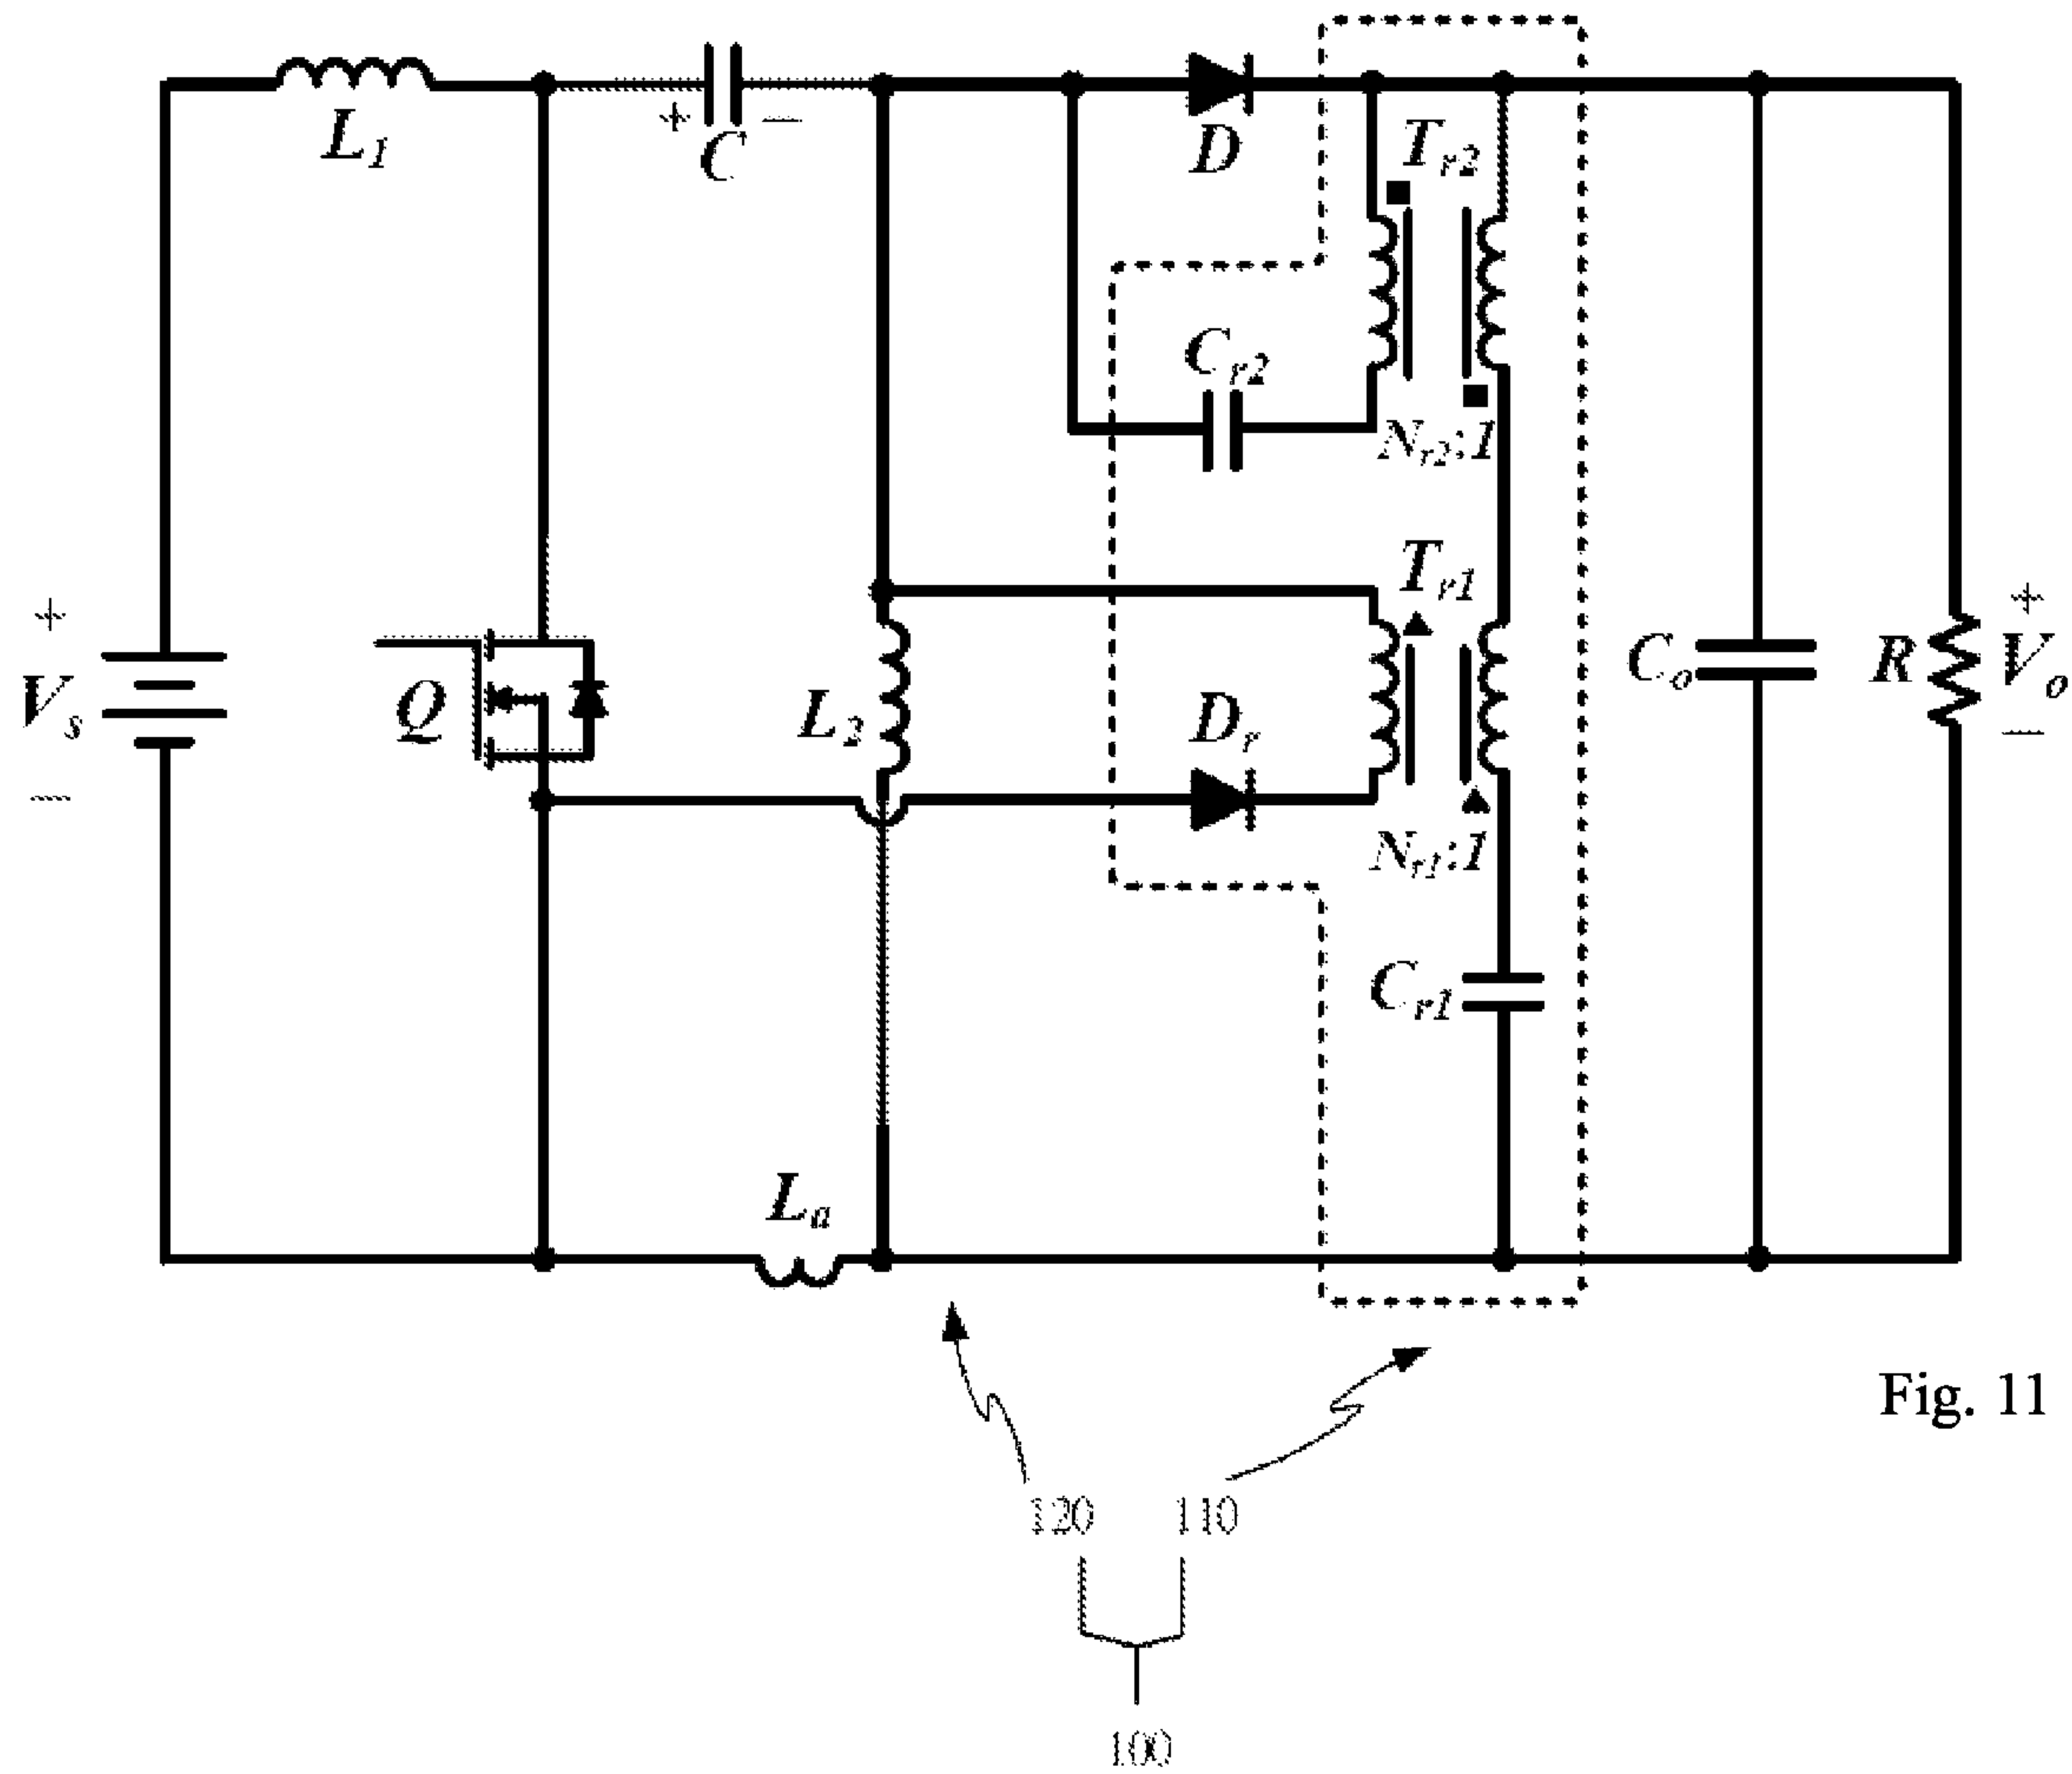 L1
+ C −
D
Tr2
Cr2
Nr2:1
Tr1
+
Vs
−
Q
L2
Dr
Nr1:1
Co
R
+
Vo
−
Cr1
La
Fig. 11
120
110
100